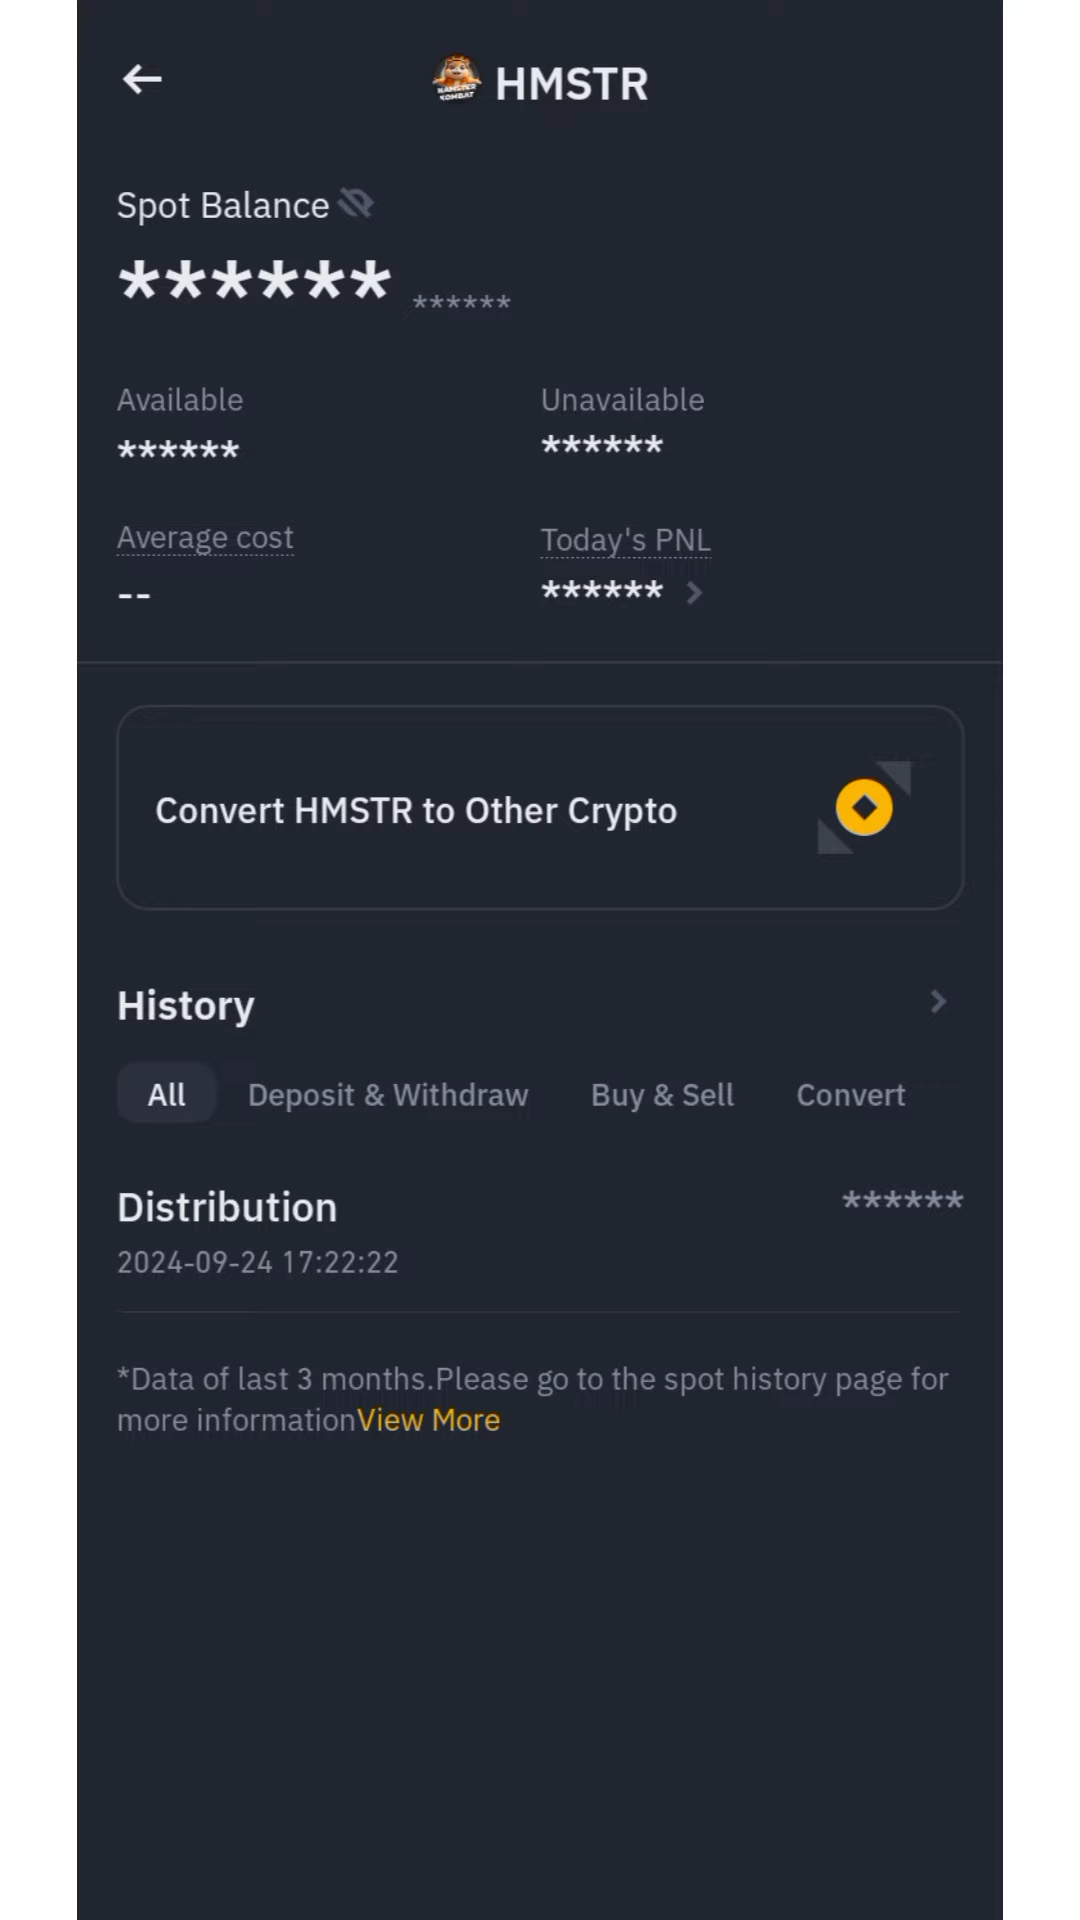 HAMSTER
KOMBAT
HMSTR
Spot Balance
****** ******
Available Unavailable
****** ******
Average cost Today's PNL
-- ******
Convert HMSTR to Other Crypto
History
All Deposit & Withdraw Buy & Sell Convert
Distribution ******
2024-09-24 17:22:22
*Data of last 3 months.Please go to the spot history page for
more informationView More